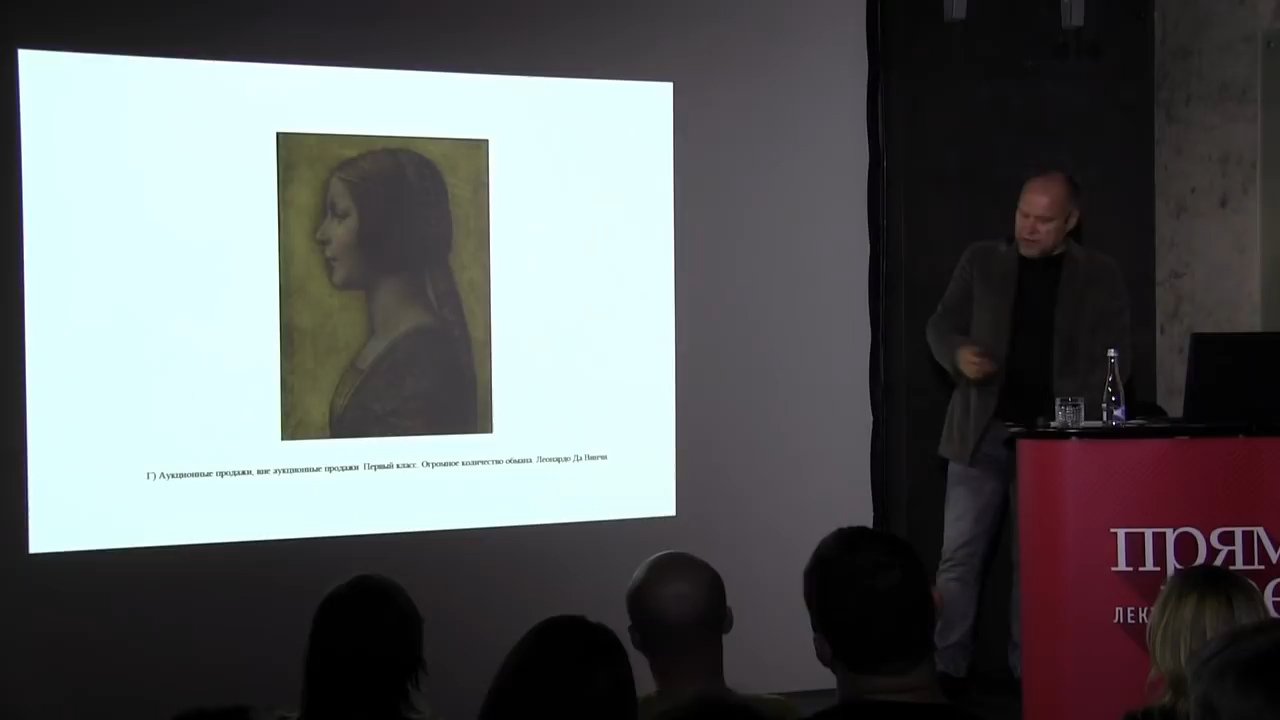 Г) Аукционные продажи, вне аукционные продажи Первый класс. Огромное количество обмана. Леонардо Да Винчи
прям
ЛЕК